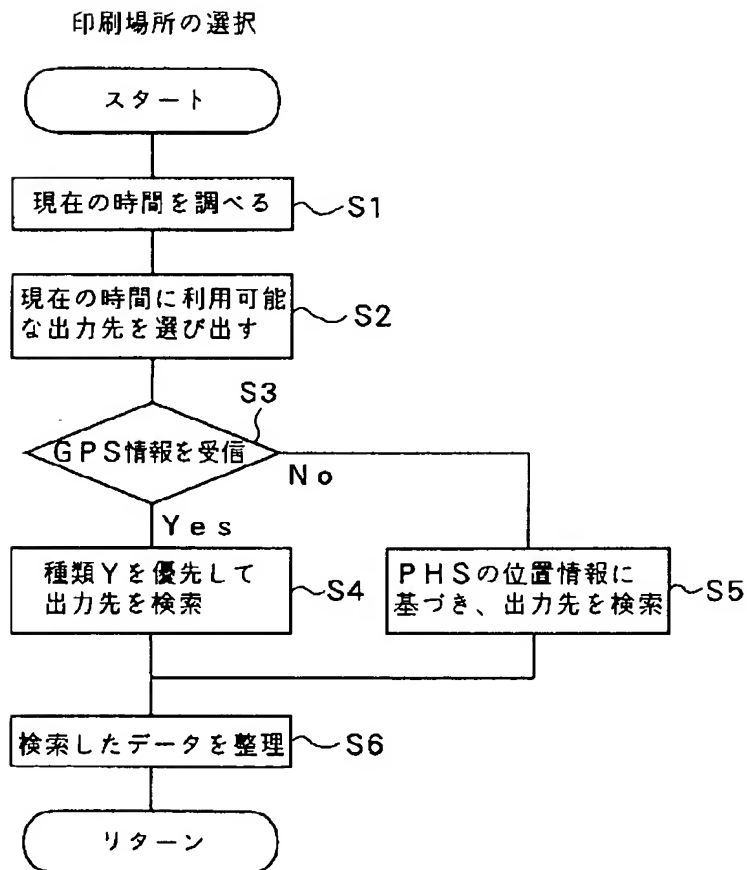 印刷場所の選択
スタート
現在の時間を調べる
S1
現在の時間に利用可能
な出力先を選び出す
S2
S3
GPS情報を受信
No
Yes
種類Yを優先して
出力先を検索
S4
PHSの位置情報に
基づき、出力先を検索
S5
検索したデータを整理
S6
リターン